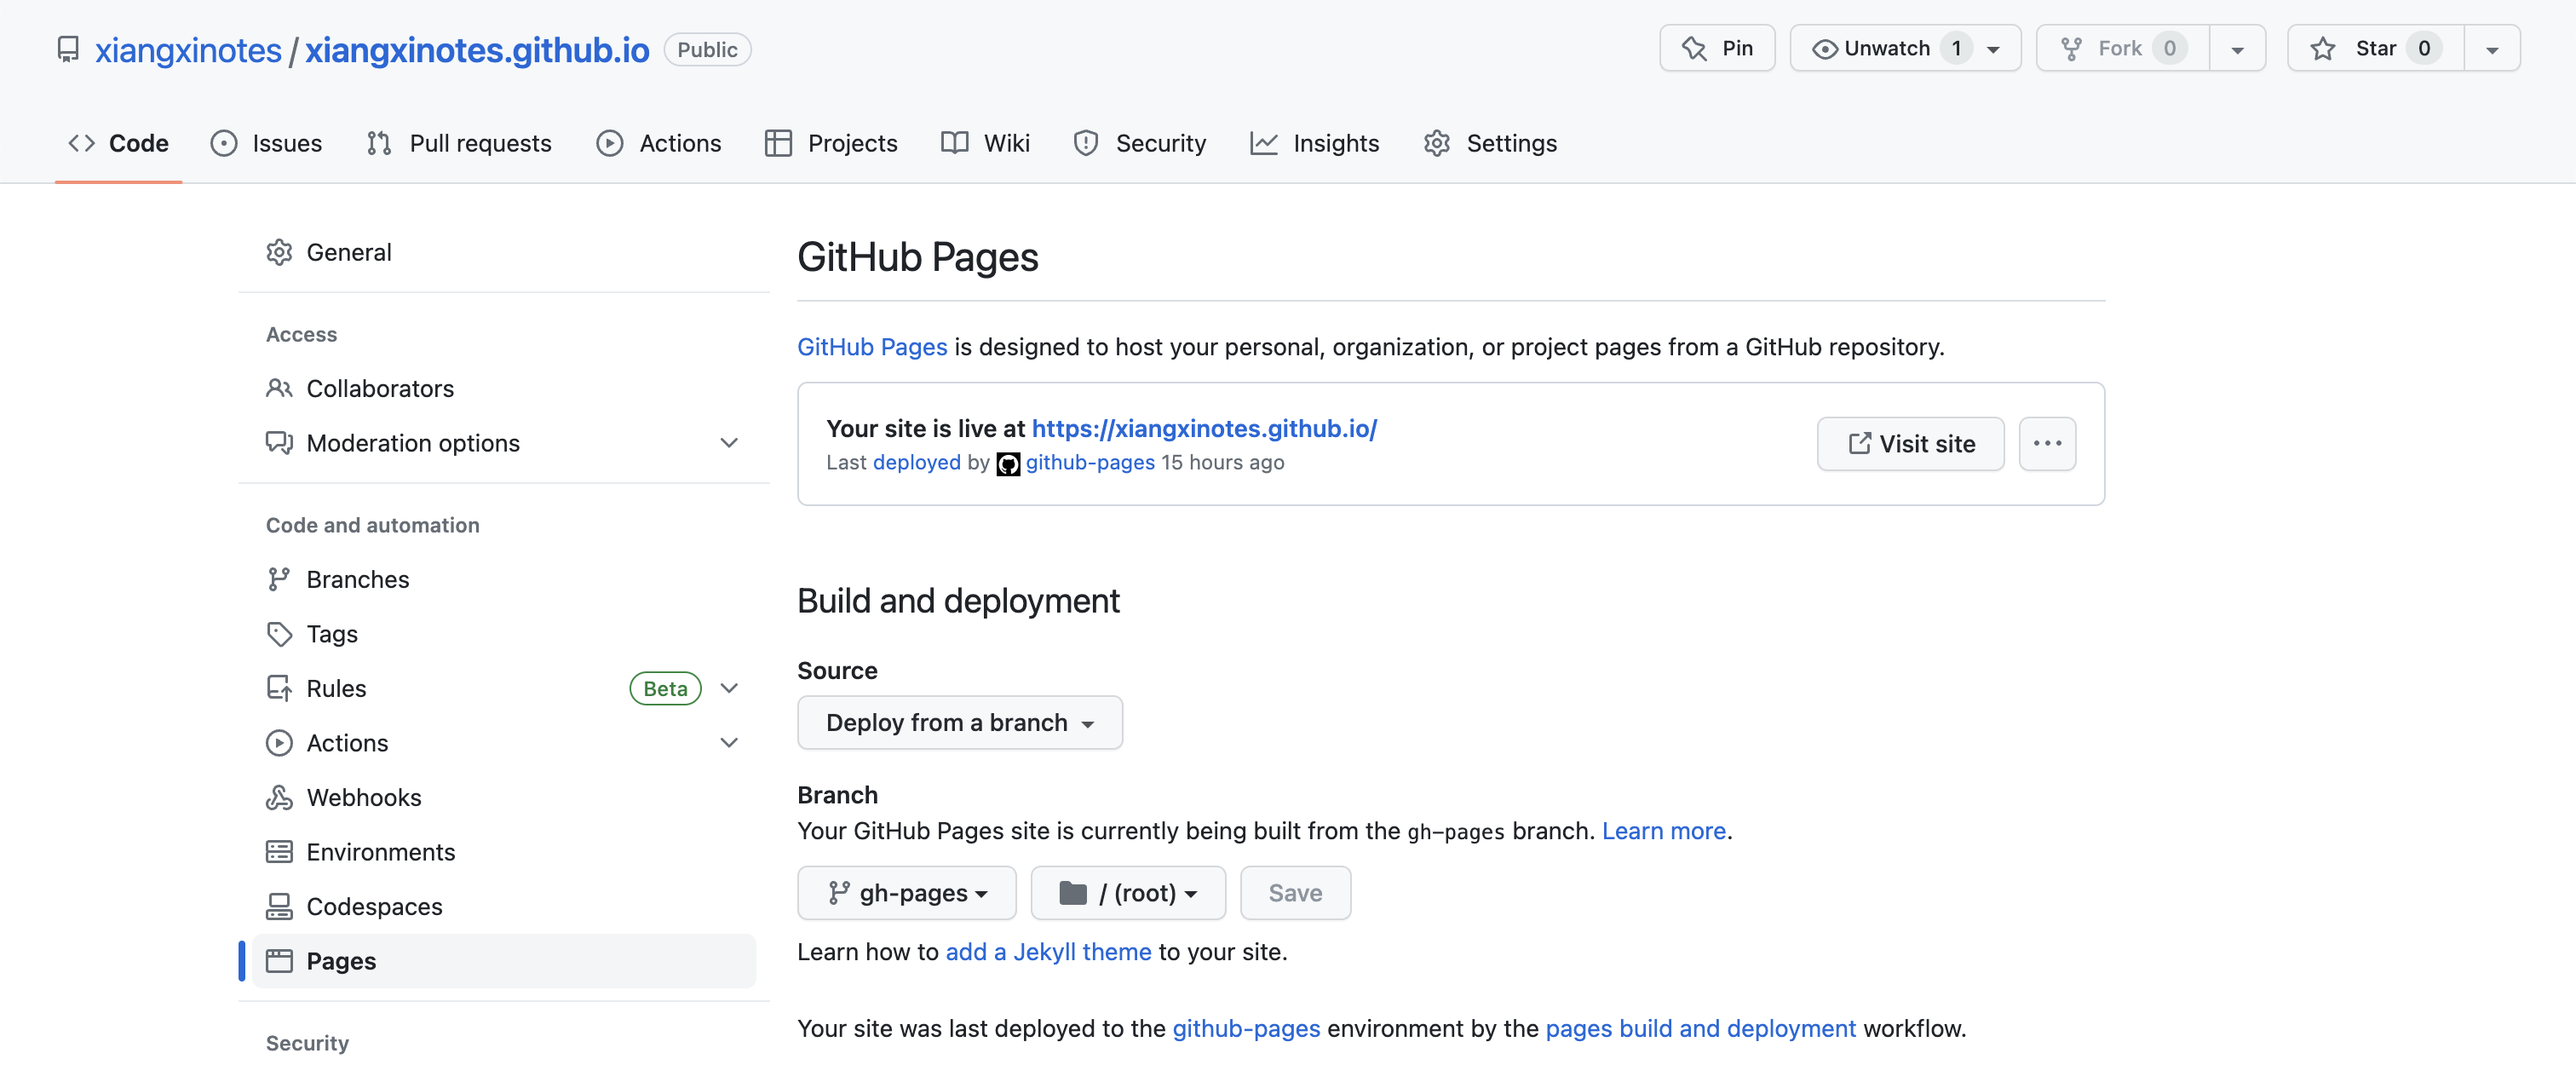 xiangxinotes / xiangxinotes.github.io Public
Pin Unwatch 1 Fork 0 Star 0
Code Issues Pull requests Actions Projects Wiki Security Insights Settings
General
Access
Collaborators
Moderation options
Code and automation
Branches
Tags
Rules Beta
Actions
Webhooks
Environments
Codespaces
Pages
Security
GitHub Pages
GitHub Pages is designed to host your personal, organization, or project pages from a GitHub repository.
Your site is live at https://xiangxinotes.github.io/
Last deployed by github-pages 15 hours ago
Visit site
Build and deployment
Source
Deploy from a branch
Branch
Your GitHub Pages site is currently being built from the gh-pages branch. Learn more.
gh-pages / (root) Save
Learn how to add a Jekyll theme to your site.
Your site was last deployed to the github-pages environment by the pages build and deployment workflow.